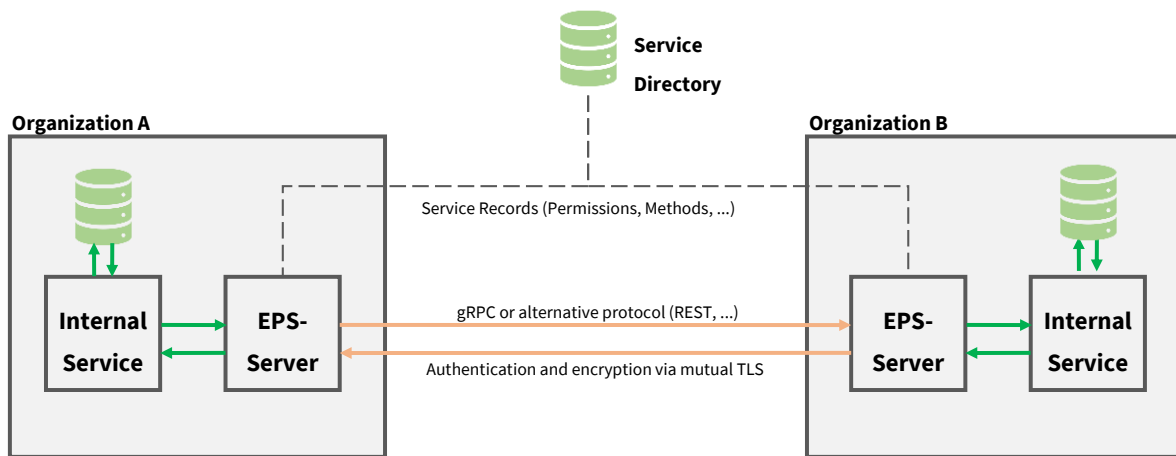 Service
Directory
Organization A
Organization B
Service Records (Permissions, Methods, ...)
Internal
Service
EPS-
Server
gRPC or alternative protocol (REST, ...)
Authentication and encryption via mutual TLS
EPS-
Server
Internal
Service